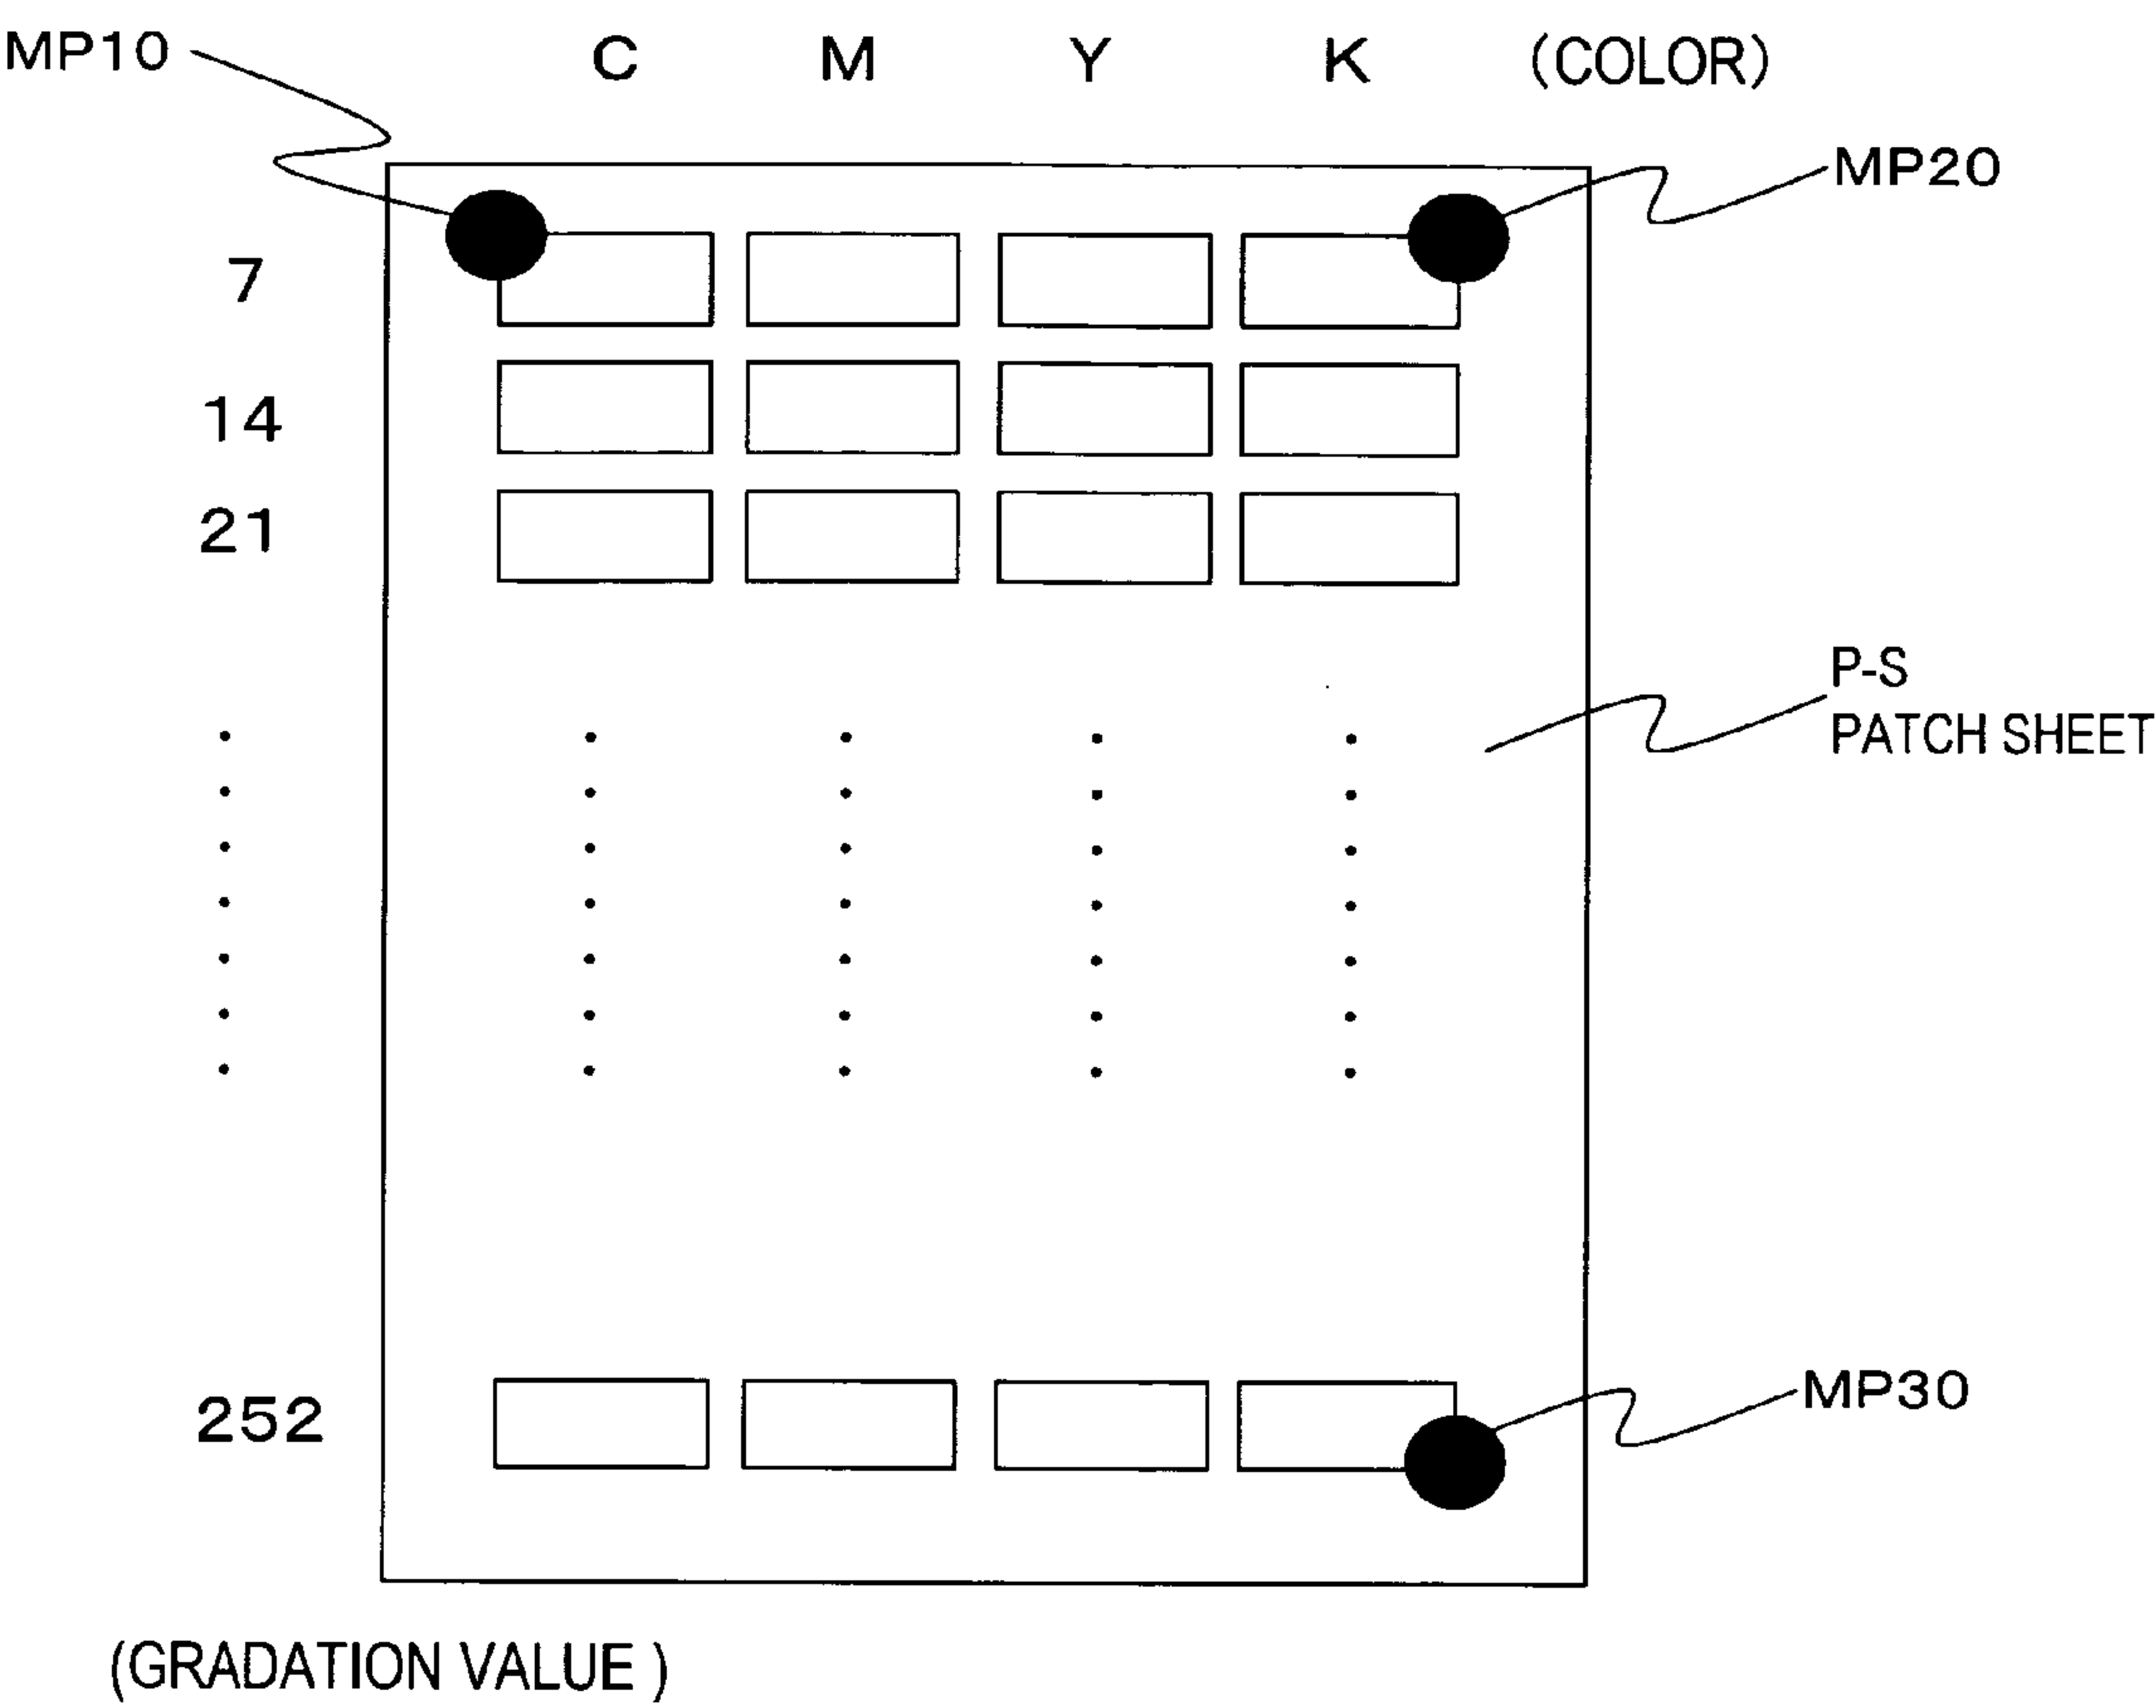 MP10
C M Y K (COLOR)
MP20
7
14
21
P-S
PATCH SHEET
252
MP30
(GRADATION VALUE )